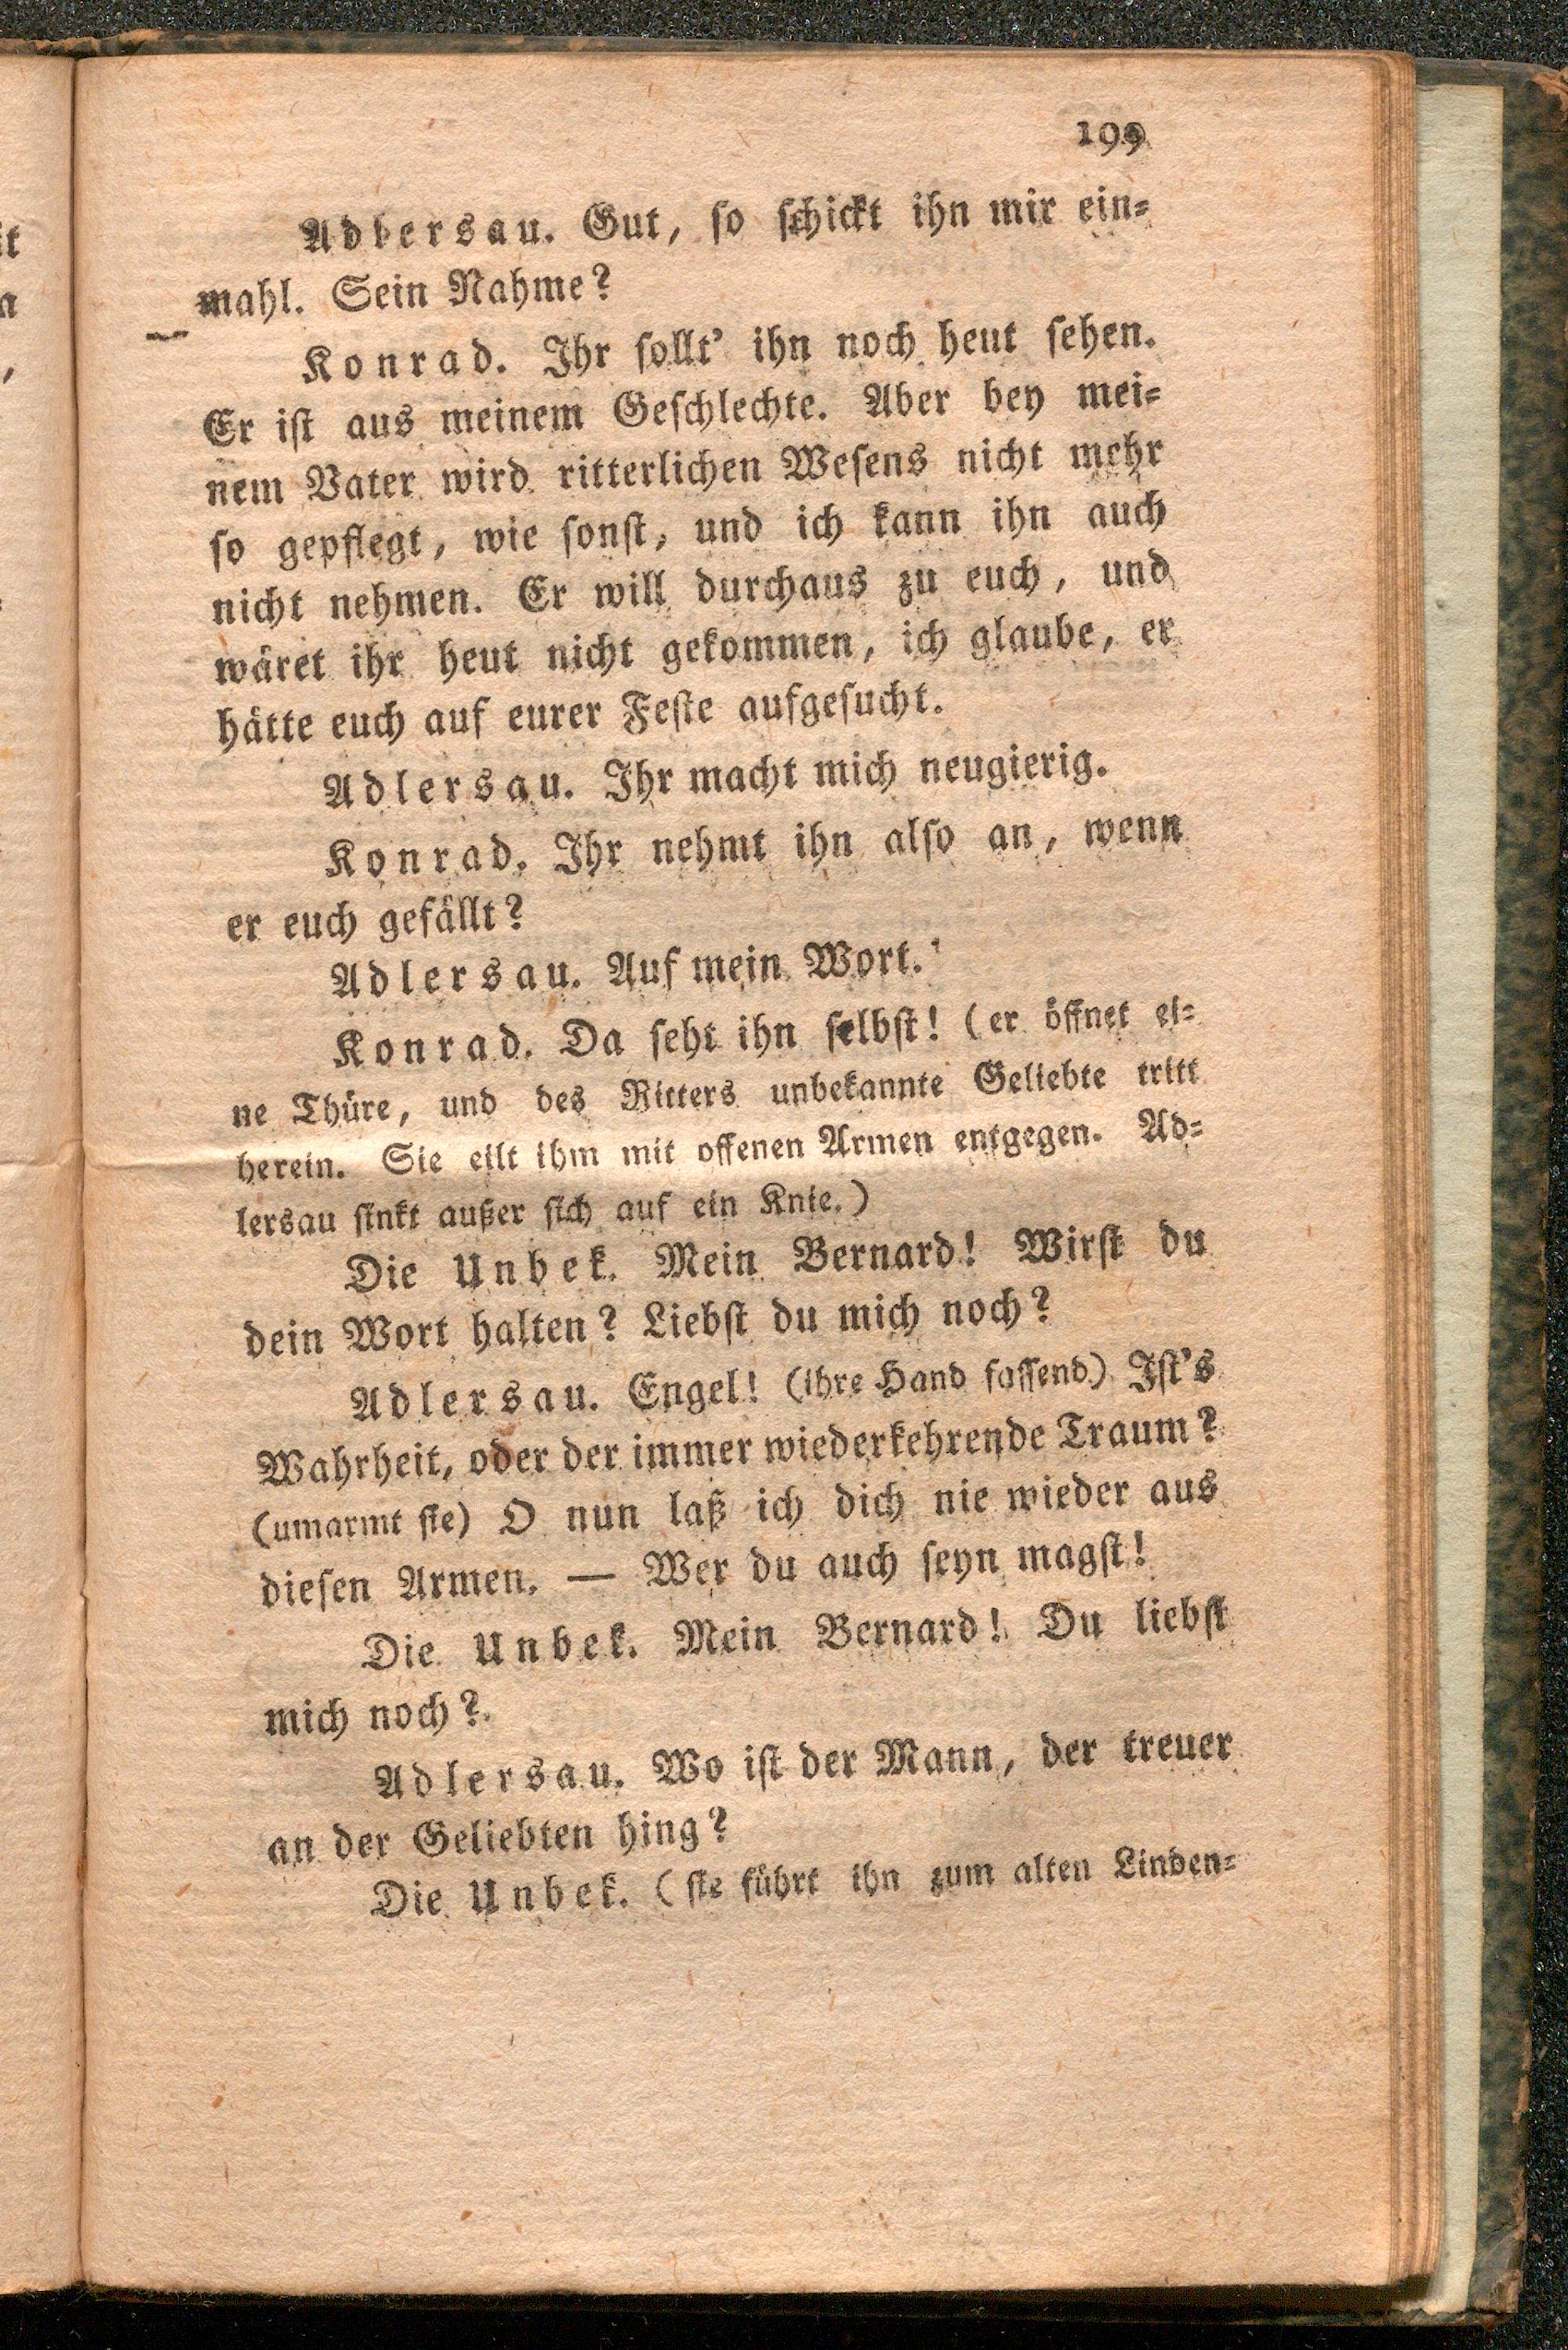 199
Adlersau. Gut, so schickt ihn mir ein-
mahl. Sein Nahme?
Konrad. Ihr sollt' ihn noch heut sehen.
Er ist aus meinem Geschlechte. Aber bey mei-
nem Vater wird ritterlichen Wesens nicht mehr
so gepflegt, wie sonst, und ich kann ihn auch
nicht nehmen. Er will durchaus zu euch, und
wäret ihr heut nicht gekommen, ich glaube, er
hätte euch auf eurer Feste aufgesucht.
Adlersau. Ihr macht mich neugierig.
Konrad. Ihr nehmt ihn also an, wenn
er euch gefällt?
Adlersau. Auf mein Wort.
Konrad. Da seht ihn selbst! (er öffnet ei-
ne Thüre, und des Ritters unbekannte Geliebte tritt
herein. Sie eilt ihm mit offenen Armen entgegen. Ad-
lersau sinkt außer sich auf ein Knie.)
Die Unbek. Mein Bernard! Wirst du
dein Wort halten? Liebst du mich noch?
Adlersau. Engel! (ihre Hand fassend) Ist's
Wahrheit, oder der immer wiederkehrende Traum?
(umarmt sie) O nun laß ich dich nie wieder aus
diesen Armen. — Wer du auch seyn magst!
Die Unbek. Mein Bernard! Du liebst
mich noch?
Adlersau. Wo ist der Mann, der treuer
an der Geliebten hing?
Die Unbek. (sie führt ihn zum alten Linden-